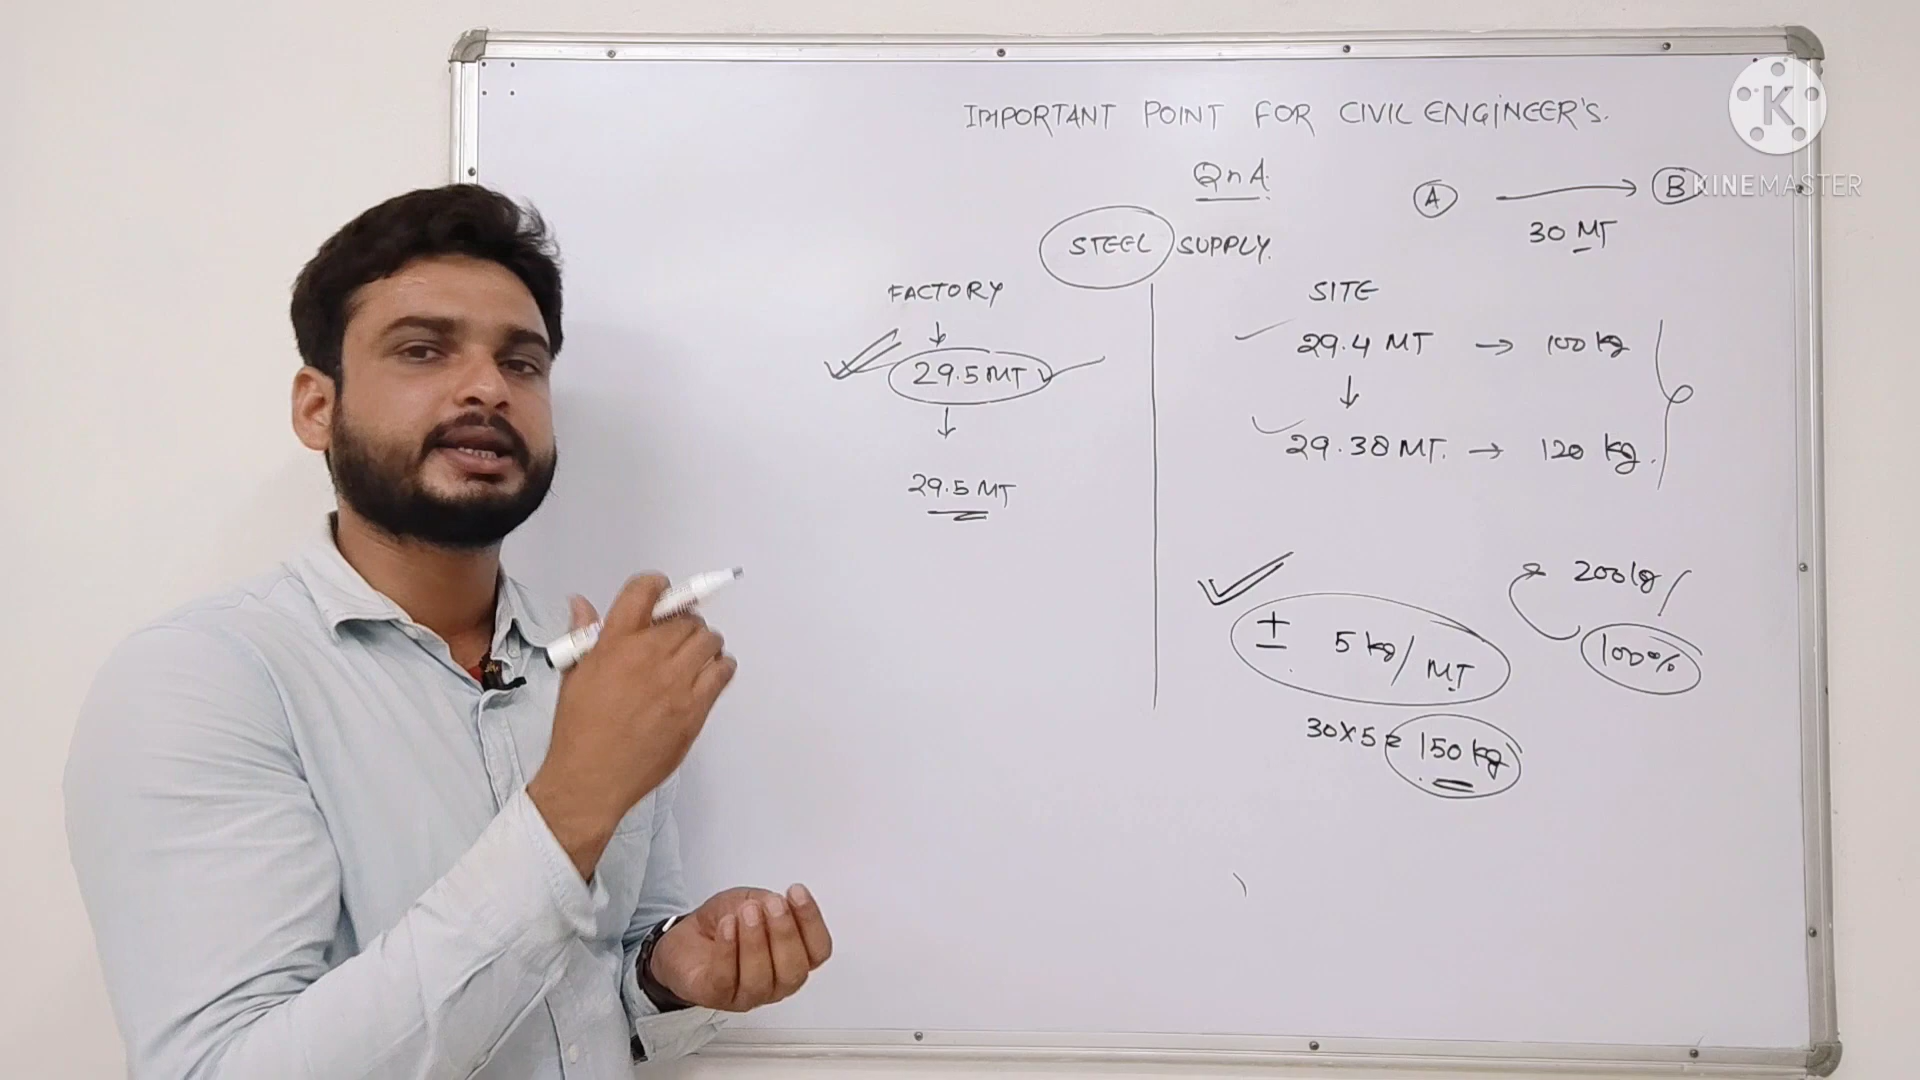 IMPORTANT POINT FOR CIVIL ENGINEER'S.
K
KINEMASTER
QnA
A → B
30 MT
STEEL SUPPLY.
FACTORY
↓
29.5 MT
↓
29.5 MT
SITE
29.4 MT → 100 kg
↓
29.38 MT. → 120 kg.
200 kg
± 5 kg/MT
100%
30x5 = 150 kg